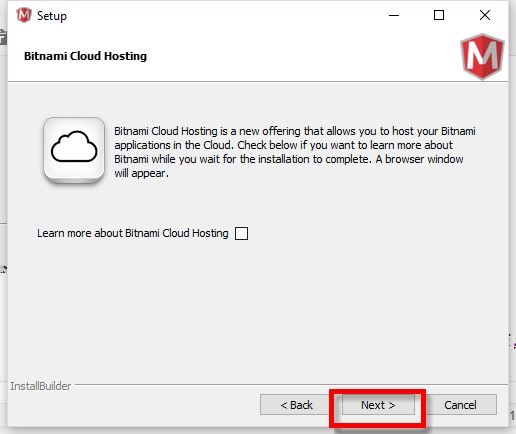 Setup
Bitnami Cloud Hosting
M
Bitnami Cloud Hosting is a new offering that allows you to host your Bitnami
applications in the Cloud. Check below if you want to learn more about
Bitnami while you wait for the installation to complete. A browser window
will appear.
Learn more about Bitnami Cloud Hosting
InstallBuilder
< Back Next > Cancel